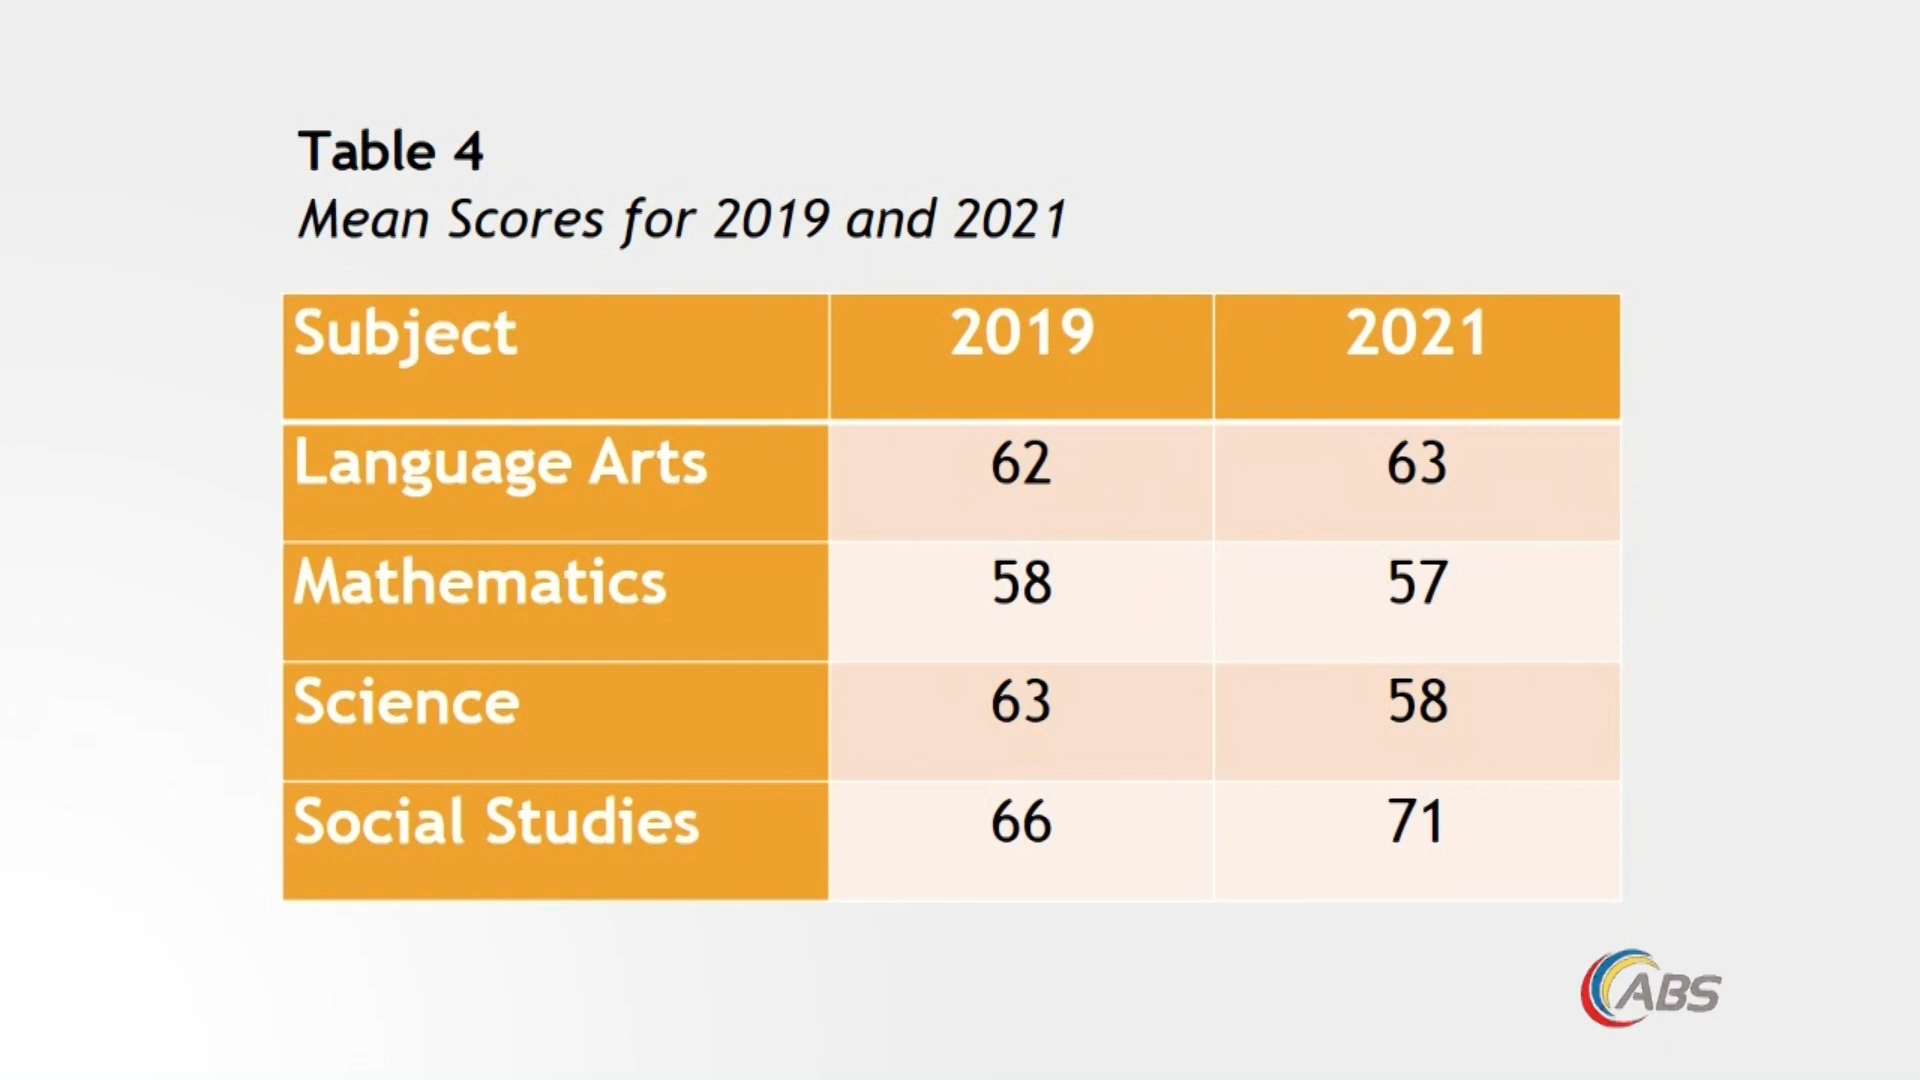 Table 4
Mean Scores for 2019 and 2021
Subject 2019 2021
Language Arts 62 63
Mathematics 58 57
Science 63 58
Social Studies 66 71
ABS